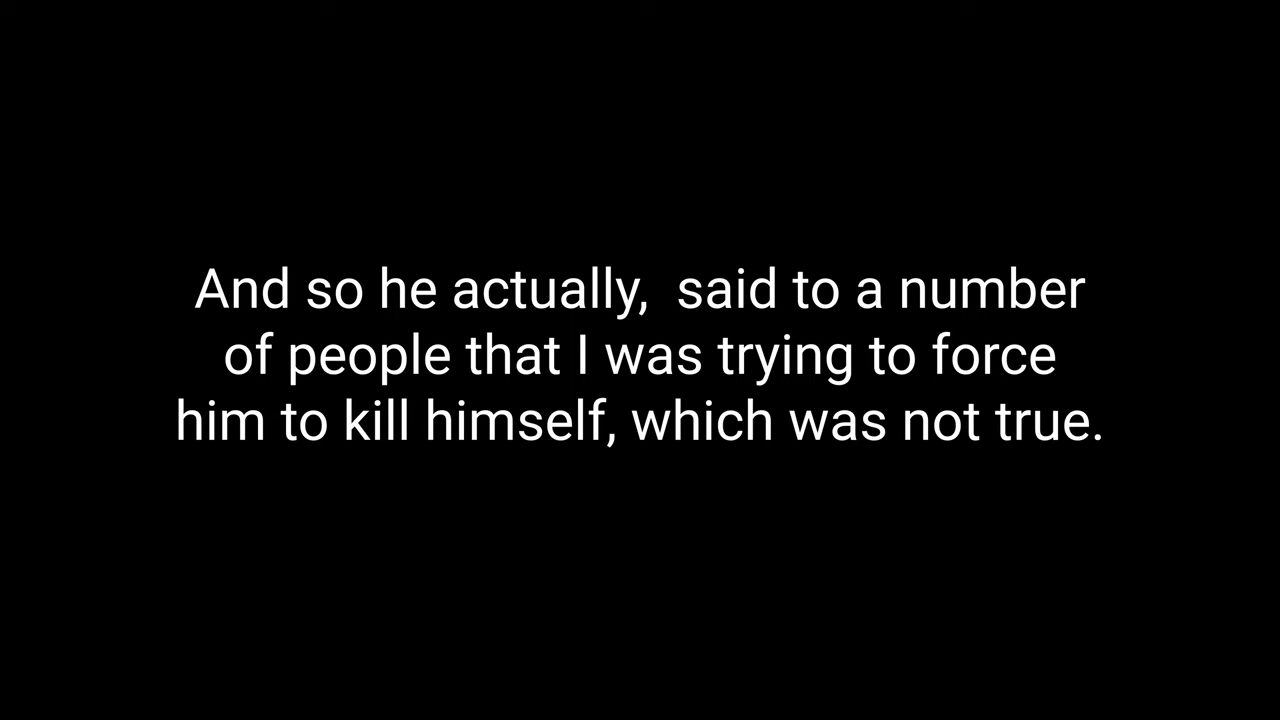 And so he actually,  said to a number
of people that I was trying to force
him to kill himself, which was not true.